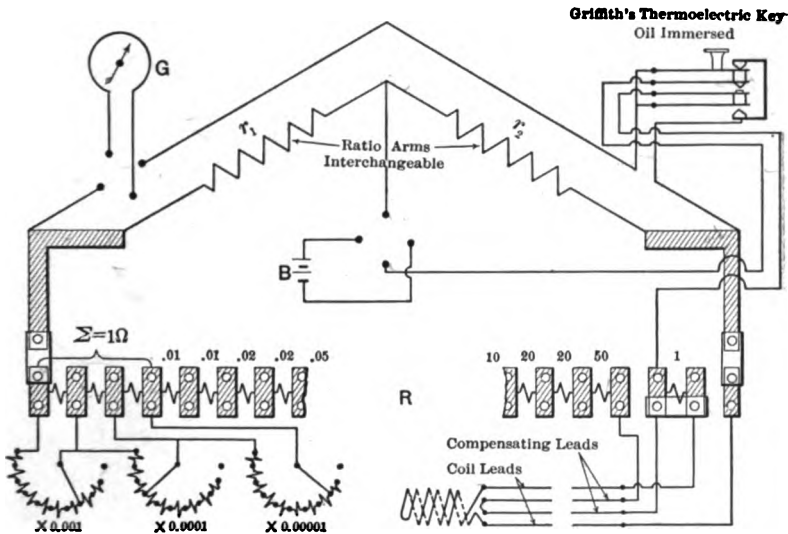 Griffith's Thermoelectric Key
Oil Immersed
G
r₁
r₂
Ratio Arms
Interchangeable
B
Σ=1Ω
.01 .01 .02 .02 .05
10 20 20 50 1
R
Compensating Leads
Coil Leads
X 0.001 X 0.0001 X 0.00001